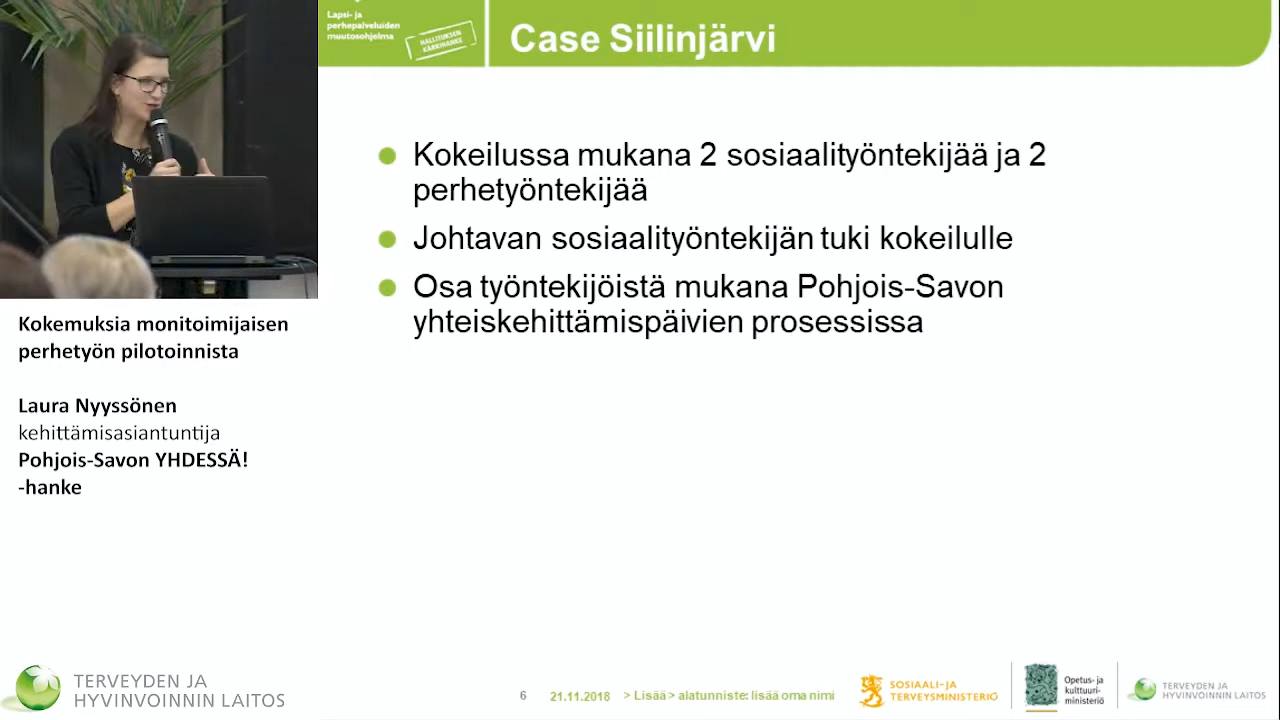 Lapsi- ja
perhepalveluiden
muutosohjelma
HALLITUKSEN
KÄRKIHANKE
Case Siilinjärvi
Kokeilussa mukana 2 sosiaalityöntekijää ja 2
perhetyöntekijää
Johtavan sosiaalityöntekijän tuki kokeilulle
Osa työntekijöistä mukana Pohjois-Savon
yhteiskehittämispäivien prosessissa
Kokemuksia monitoimijaisen
perhetyön pilotoinnista
Laura Nyyssönen
kehittämisasiantuntija
Pohjois-Savon YHDESSÄ!
-hanke
TERVEYDEN JA
HYVINVOINNIN LAITOS
6 21.11.2018 > Lisää > alatunniste: lisää oma nimi
SOSIAALI- JA
TERVEYSMINISTERIÖ
Opetus- ja
kulttuuri-
ministeriö
TERVEYDEN JA
HYVINVOINNIN LAITOS